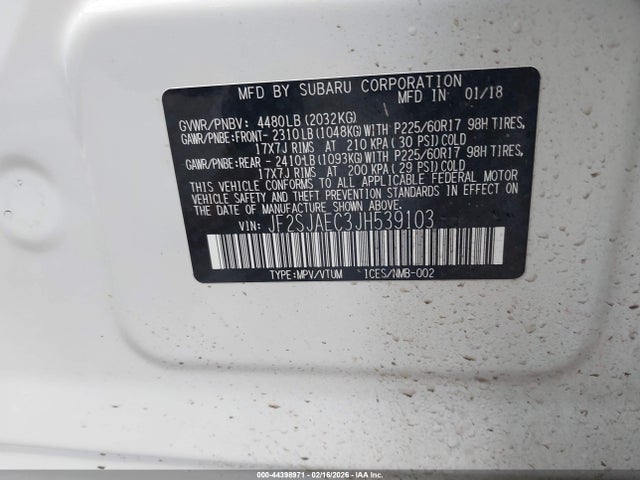 MFD BY SUBARU CORPORATION
MFD IN 01/18
GVWR/PNBV: 4480LB(2032KG)
GAWR/PNBE:FRONT- 2310LB(1048KG)WITH P225/60R17 98H TIRES,
17X7J RIMS AT 210 KPA(30 PSI)COLD
GAWR/PNBE:REAR - 2410LB(1093KG)WITH P225/60R17 98H TIRES,
17X7J RIMS AT 200 KPA(29 PSI)COLD
THIS VEHICLE CONFORMS TO ALL APPLICABLE FEDERAL MOTOR
VEHICLE SAFETY AND THEFT PREVENTION STANDARDS IN
EFFECT ON THE DATE OF MANUFACTURE SHOWN ABOVE.
VIN: JF2SJAEC3JH539103
TYPE:MPV/VTUM ICES/NMB-002
000-44398971 - 02/16/2026 - IAA Inc. Copyright